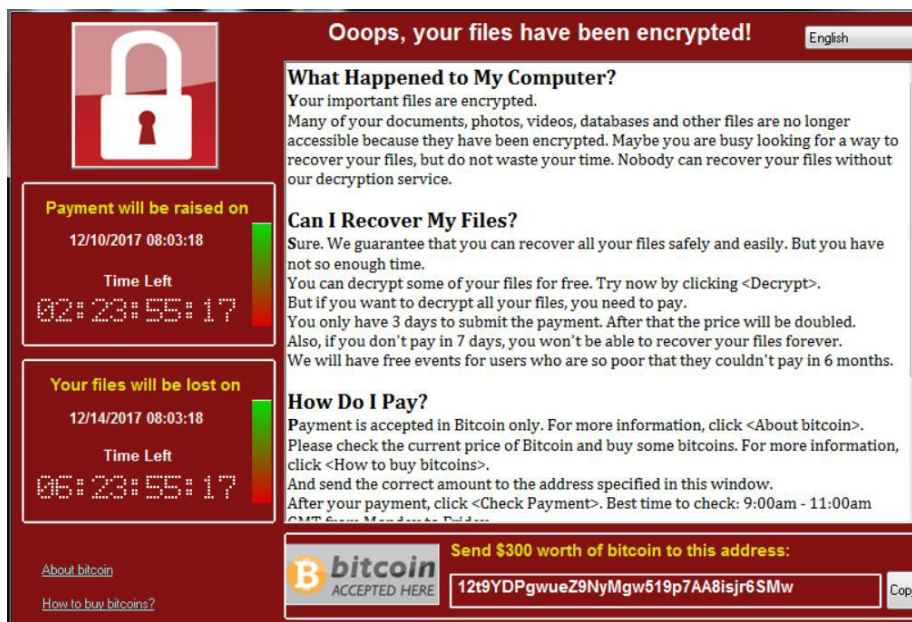 Ooops, your files have been encrypted!
English
What Happened to My Computer?
Your important files are encrypted.
Many of your documents, photos, videos, databases and other files are no longer
accessible because they have been encrypted. Maybe you are busy looking for a way to
recover your files, but do not waste your time. Nobody can recover your files without
our decryption service.
Can I Recover My Files?
Sure. We guarantee that you can recover all your files safely and easily. But you have
not so enough time.
You can decrypt some of your files for free. Try now by clicking <Decrypt>.
But if you want to decrypt all your files, you need to pay.
You only have 3 days to submit the payment. After that the price will be doubled.
Also, if you don't pay in 7 days, you won't be able to recover your files forever.
We will have free events for users who are so poor that they couldn't pay in 6 months.
How Do I Pay?
Payment is accepted in Bitcoin only. For more information, click <About bitcoin>.
Please check the current price of Bitcoin and buy some bitcoins. For more information,
click <How to buy bitcoins>.
And send the correct amount to the address specified in this window.
After your payment, click <Check Payment>. Best time to check: 9:00am - 11:00am
GMT from Monday to Friday
Payment will be raised on
12/10/2017 08:03:18
Time Left
02:23:55:17
Your files will be lost on
12/14/2017 08:03:18
Time Left
06:23:55:17
About bitcoin
How to buy bitcoins?
bitcoin
ACCEPTED HERE
Send $300 worth of bitcoin to this address:
12t9YDPgwueZ9NyMgw519p7AA8isjr6SMw
Cop